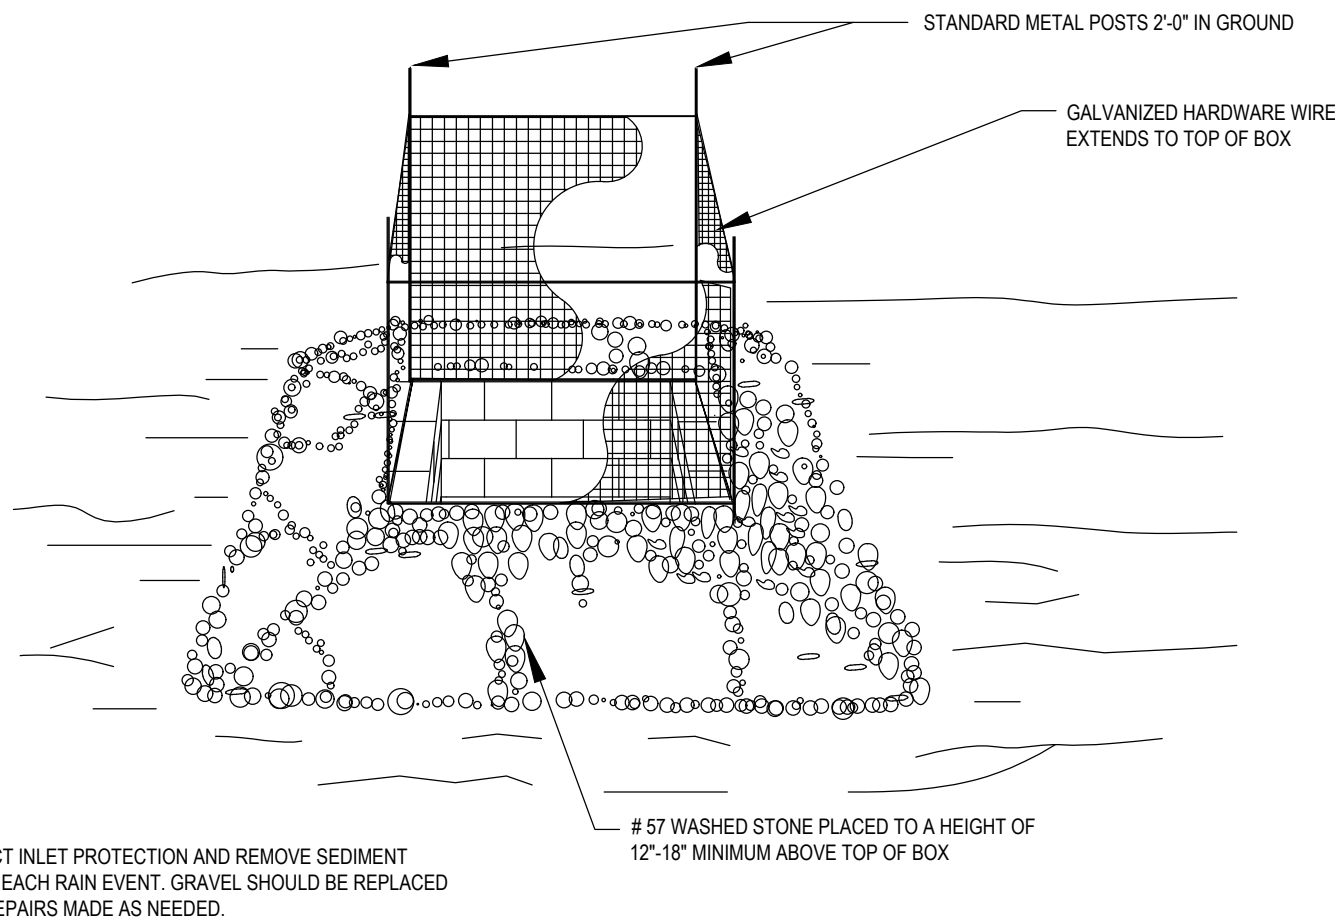 STANDARD METAL POSTS 2'-0" IN GROUND
GALVANIZED HARDWARE WIRE
EXTENDS TO TOP OF BOX
# 57 WASHED STONE PLACED TO A HEIGHT OF
12"-18" MINIMUM ABOVE TOP OF BOX
CT INLET PROTECTION AND REMOVE SEDIMENT
EACH RAIN EVENT. GRAVEL SHOULD BE REPLACED
EPAIRS MADE AS NEEDED.